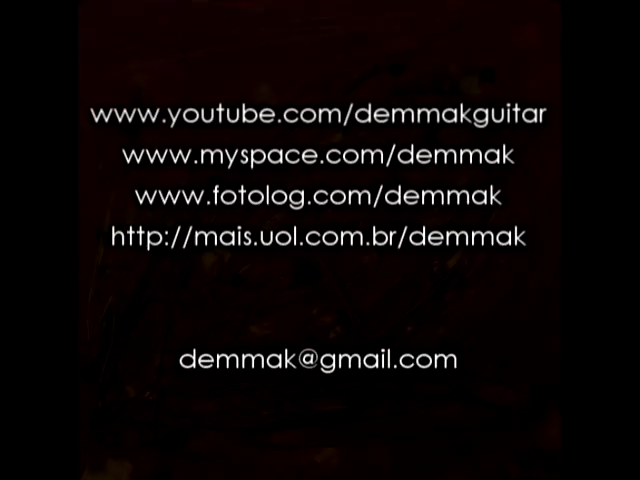 www.youtube.com/demmakguitar
www.myspace.com/demmak
www.fotolog.com/demmak
http://mais.uol.com.br/demmak
demmak@gmail.com